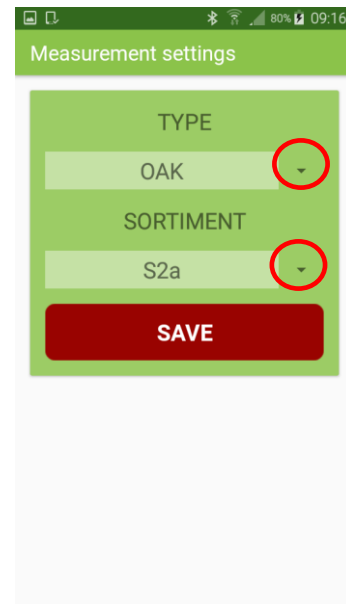 80% 09:16
Measurement settings
TYPE
OAK
SORTIMENT
S2a
SAVE